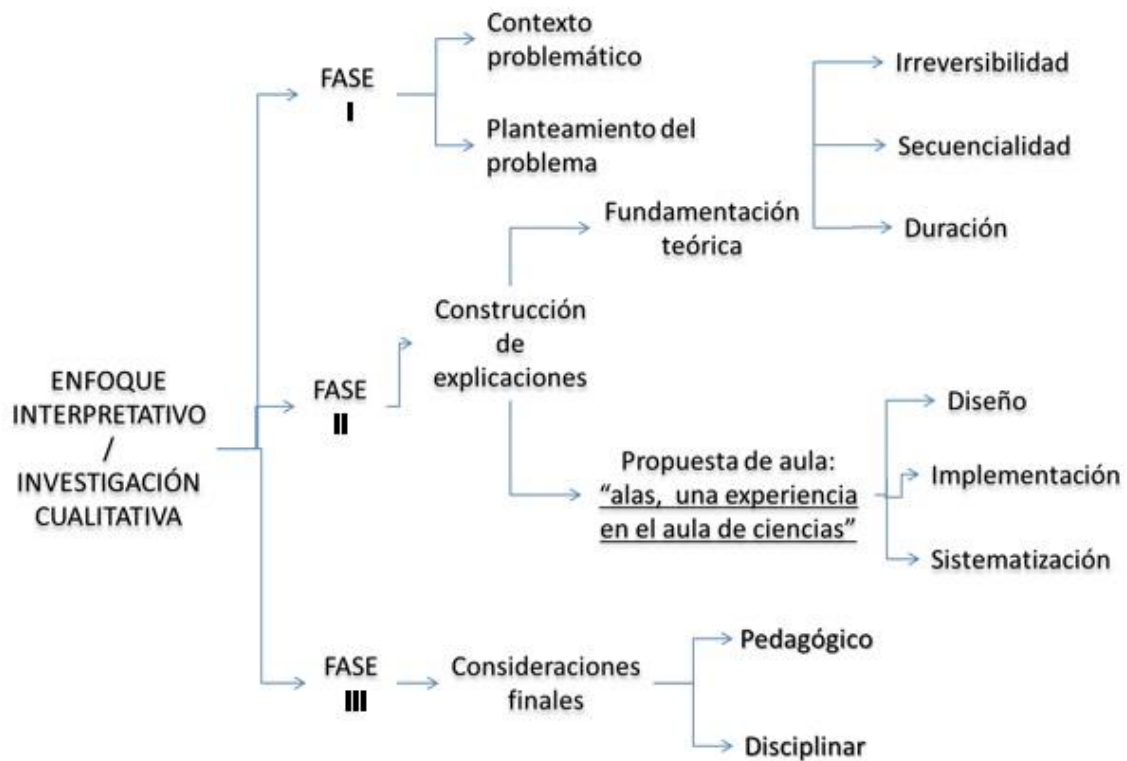 ENFOQUE
INTERPRETATIVO
/
INVESTIGACIÓN
CUALITATIVA
FASE
I
Contexto
problemático
Planteamiento del
problema
FASE
II
Construcción
de
explicaciones
Fundamentación
teórica
Irreversibilidad
Secuencialidad
Duración
Propuesta de aula:
“alas, una experiencia
en el aula de ciencias”
Diseño
Implementación
Sistematización
FASE
III
Consideraciones
finales
Pedagógico
Disciplinar